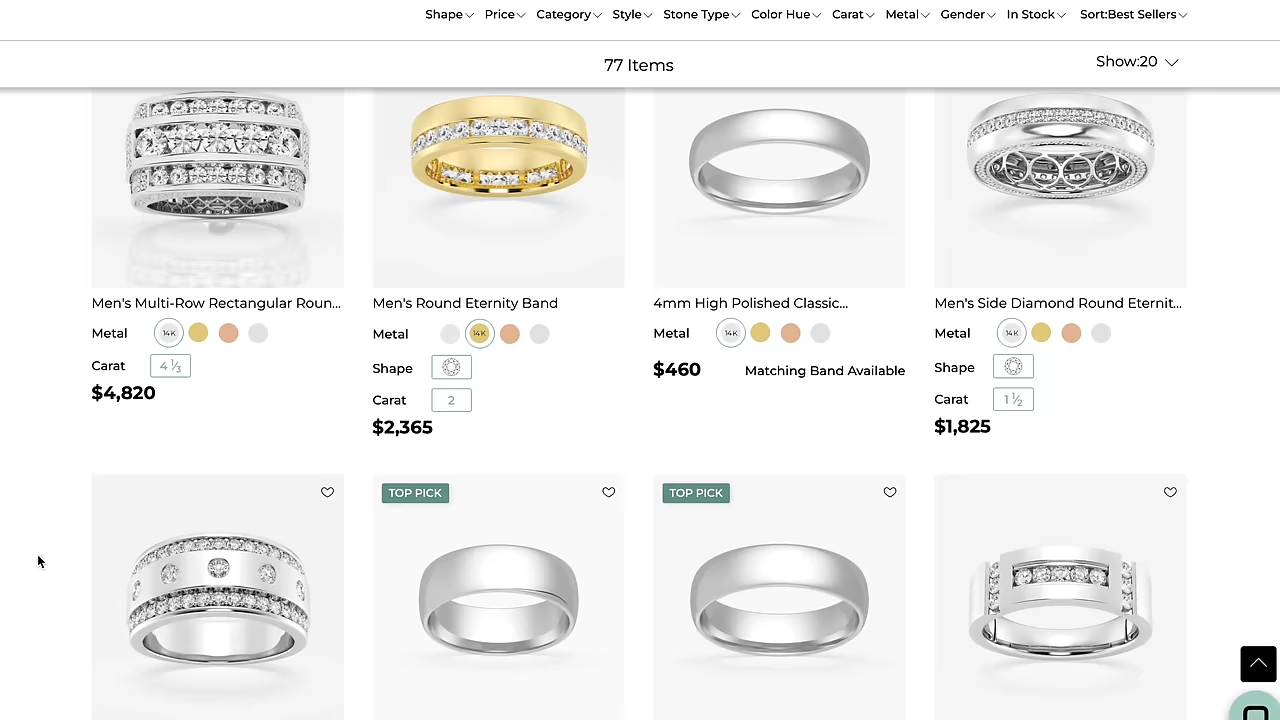 Shape Price Category Style Stone Type Color Hue Carat Metal Gender In Stock Sort:Best Sellers
77 Items
Show:20
Men's Multi-Row Rectangular Roun...
Metal 14K
Carat 4 1/3
$4,820
Men's Round Eternity Band
Metal 14K
Shape
Carat 2
$2,365
4mm High Polished Classic...
Metal 14K
$460 Matching Band Available
Men's Side Diamond Round Eternit...
Metal 14K
Shape
Carat 1 1/2
$1,825
TOP PICK
TOP PICK